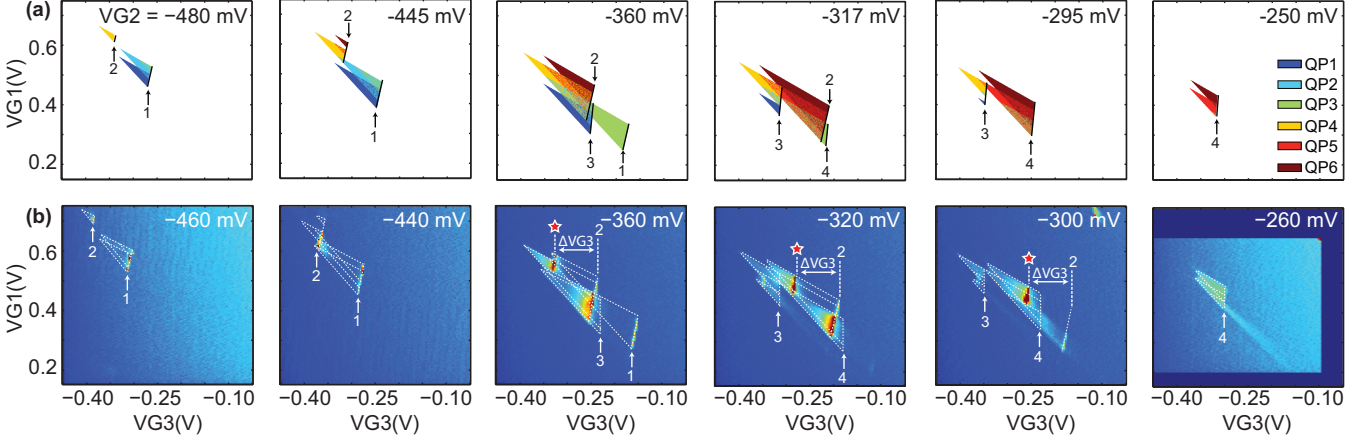 (a)
VG2 = −480 mV
-445 mV
-360 mV
-317 mV
-295 mV
-250 mV
VG1(V)
0.6
0.4
0.2
2
1
2
1
2
3
1
2
3
4
3
4
4
QP1
QP2
QP3
QP4
QP5
QP6
(b)
−460 mV
−440 mV
−360 mV
−320 mV
−300 mV
−260 mV
VG1(V)
0.6
0.4
0.2
2
1
2
1
ΔVG3
2
3
1
ΔVG3
2
3
4
ΔVG3
2
3
4
4
−0.40 −0.25 −0.10
−0.40 −0.25 −0.10
−0.40 −0.25 −0.10
−0.40 −0.25 −0.10
−0.40 −0.25 −0.10
−0.40 −0.25 −0.10
VG3(V)
VG3(V)
VG3(V)
VG3(V)
VG3(V)
VG3(V)